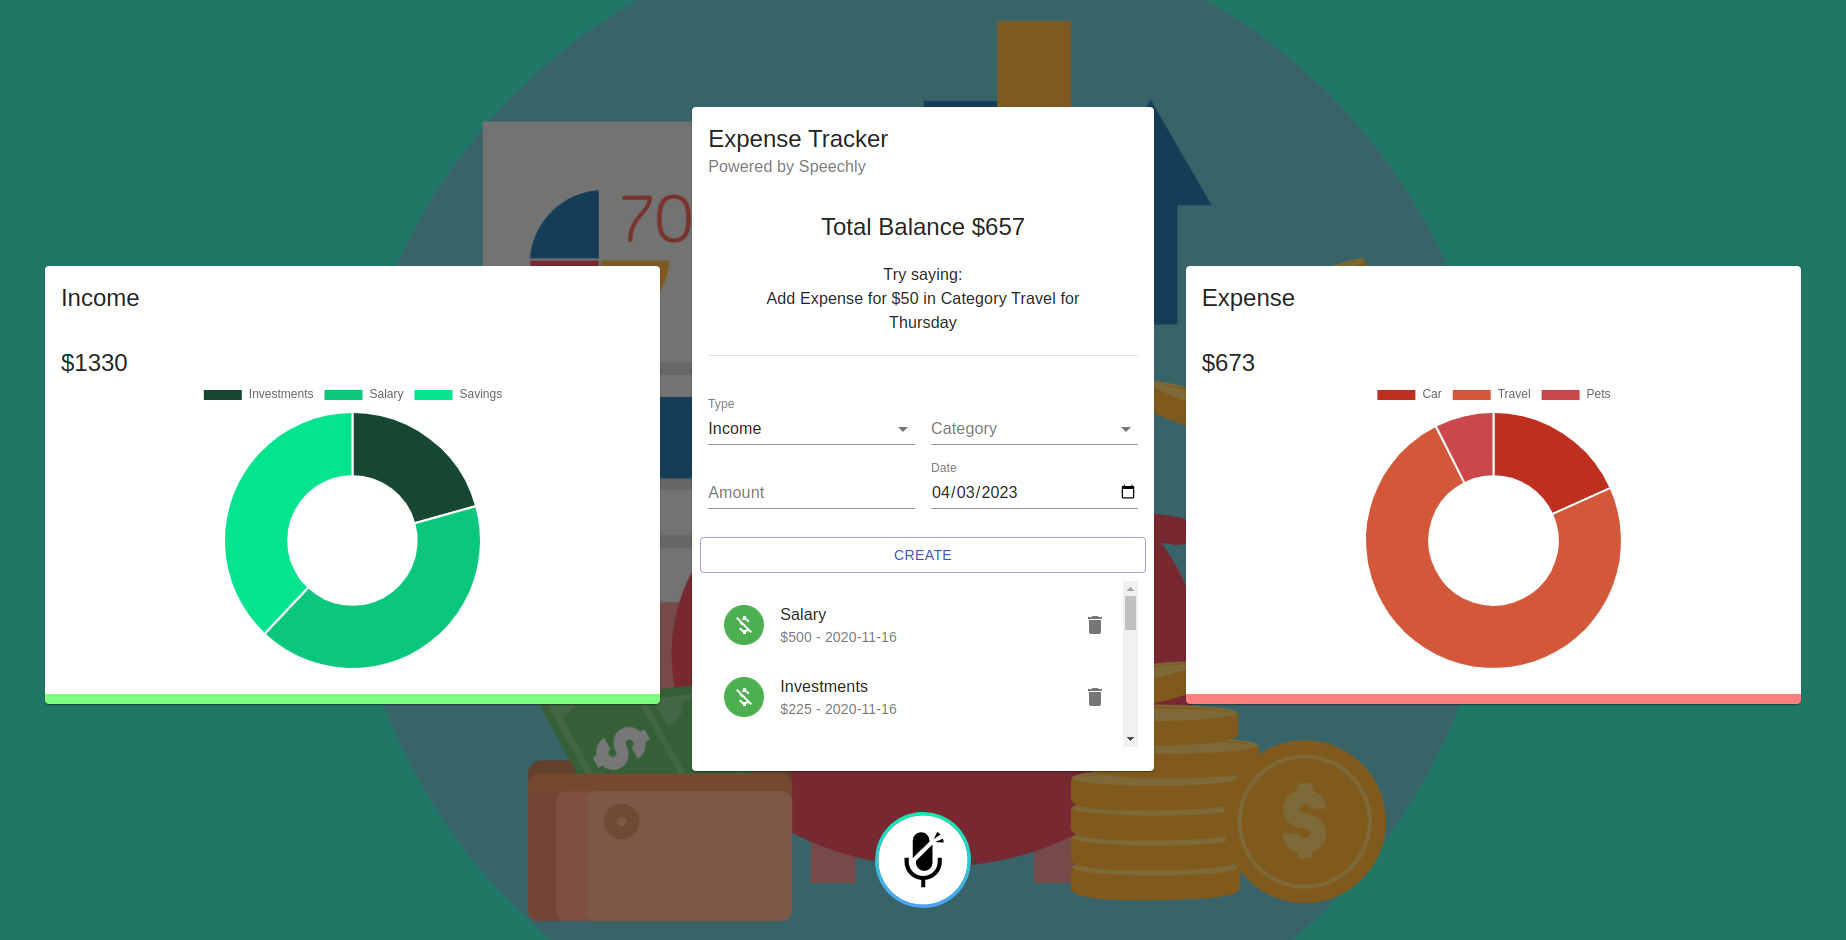 70
Expense Tracker
Powered by Speechly
Total Balance $657
Try saying:
Add Expense for $50 in Category Travel for
Thursday
Income
$1330
Investments Salary Savings
Expense
$673
Car Travel Pets
Type
Income
Category
Amount
Date
04/03/2023
CREATE
Salary
$500 - 2020-11-16
Investments
$225 - 2020-11-16
$
$